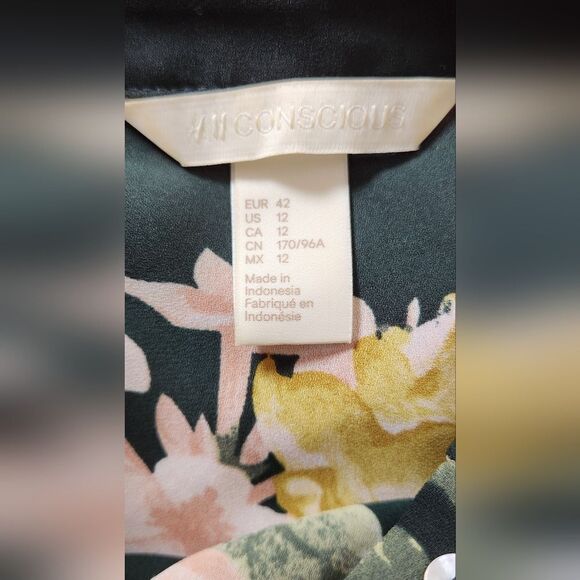 H&M CONSCIOUS
EUR 42
US 12
CA 12
CN 170/96A
MX 12
Made in
Indonesia
Fabriqué en
Indonésie